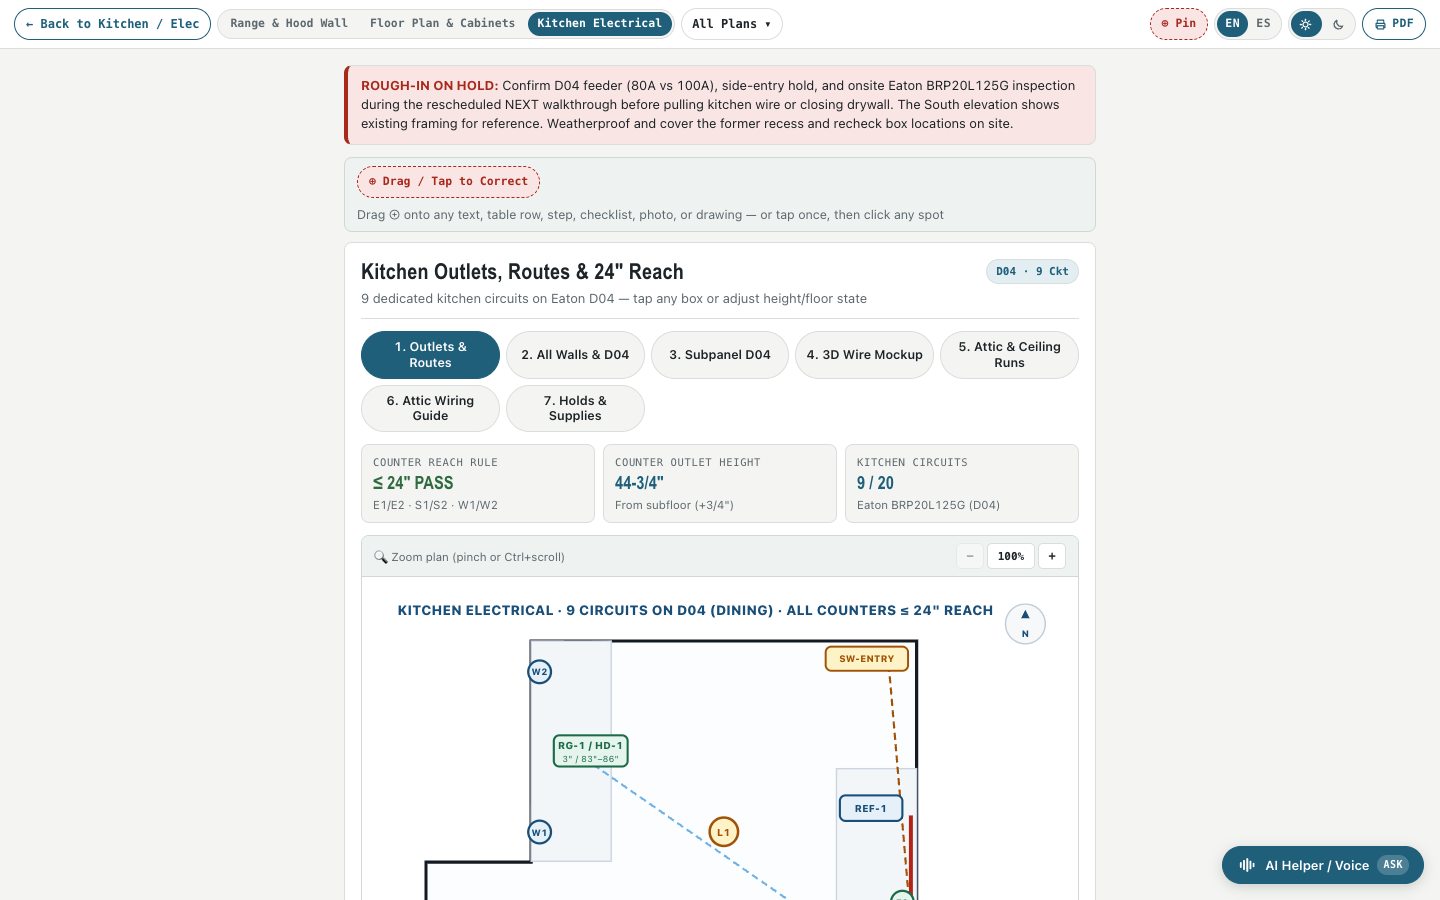 ← Back to Kitchen / Elec
Range & Hood Wall
Floor Plan & Cabinets
Kitchen Electrical
All Plans ▾
⊕ Pin
EN
ES
PDF
ROUGH-IN ON HOLD: Confirm D04 feeder (80A vs 100A), side-entry hold, and onsite Eaton BRP20L125G inspection
during the rescheduled NEXT walkthrough before pulling kitchen wire or closing drywall. The South elevation shows
existing framing for reference. Weatherproof and cover the former recess and recheck box locations on site.
⊕ Drag / Tap to Correct
Drag ⊕ onto any text, table row, step, checklist, photo, or drawing — or tap once, then click any spot
Kitchen Outlets, Routes & 24" Reach
D04 · 9 Ckt
9 dedicated kitchen circuits on Eaton D04 — tap any box or adjust height/floor state
1. Outlets &
Routes
2. All Walls & D04
3. Subpanel D04
4. 3D Wire Mockup
5. Attic & Ceiling
Runs
6. Attic Wiring
Guide
7. Holds &
Supplies
COUNTER REACH RULE
≤ 24" PASS
E1/E2 · S1/S2 · W1/W2
COUNTER OUTLET HEIGHT
44-3/4"
From subfloor (+3/4")
KITCHEN CIRCUITS
9 / 20
Eaton BRP20L125G (D04)
Zoom plan (pinch or Ctrl+scroll)
−
100%
+
KITCHEN ELECTRICAL · 9 CIRCUITS ON D04 (DINING) · ALL COUNTERS ≤ 24" REACH
▲
N
SW-ENTRY
W2
RG-1 / HD-1
3" / 83"–86"
REF-1
W1
L1
AI Helper / Voice
ASK